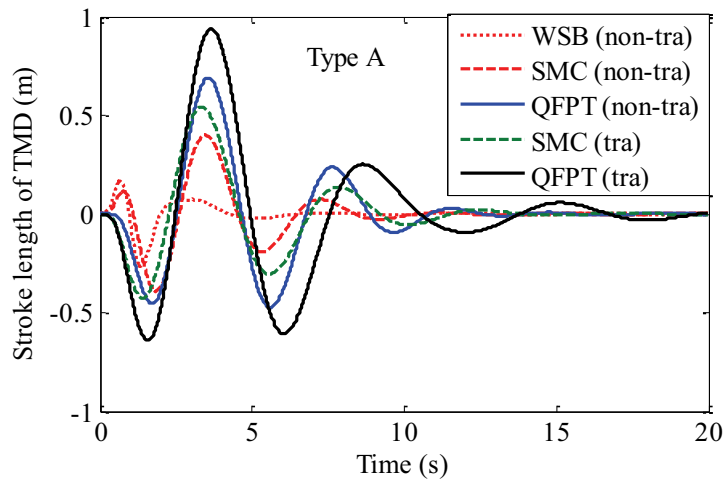 1
0.5
0
-0.5
-1
Stroke length of TMD (m)
Type A
WSB (non-tra)
SMC (non-tra)
QFPT (non-tra)
SMC (tra)
QFPT (tra)
0 5 10 15 20
Time (s)